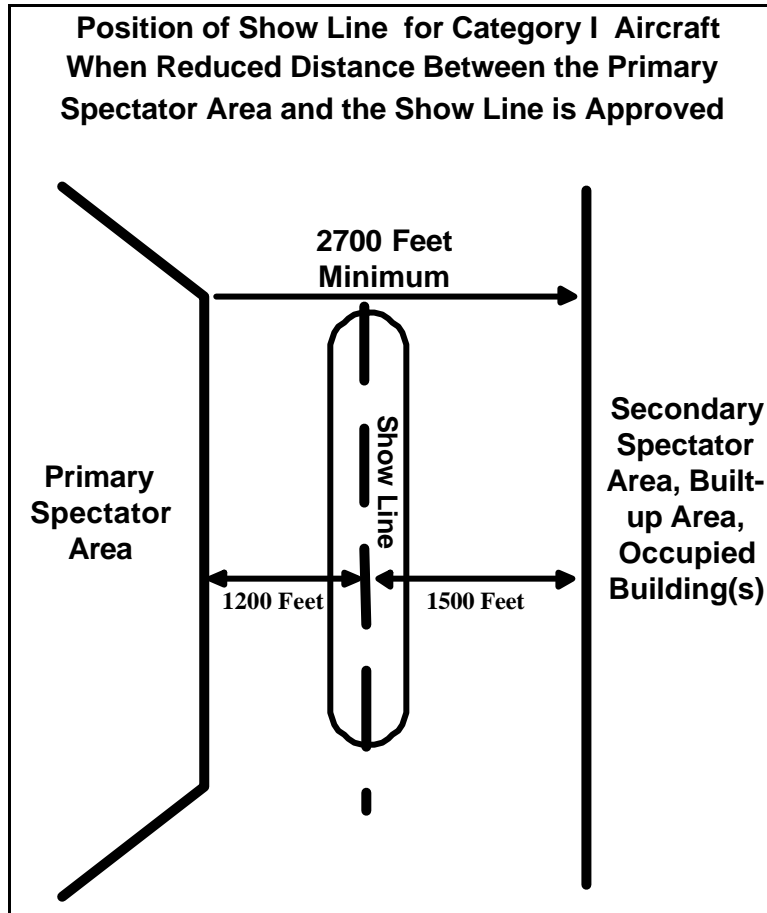 Position of Show Line for Category I Aircraft
When Reduced Distance Between the Primary
Spectator Area and the Show Line is Approved
2700 Feet
Minimum
Show Line
Primary
Spectator
Area
1200 Feet
1500 Feet
Secondary
Spectator
Area, Built-
up Area,
Occupied
Building(s)